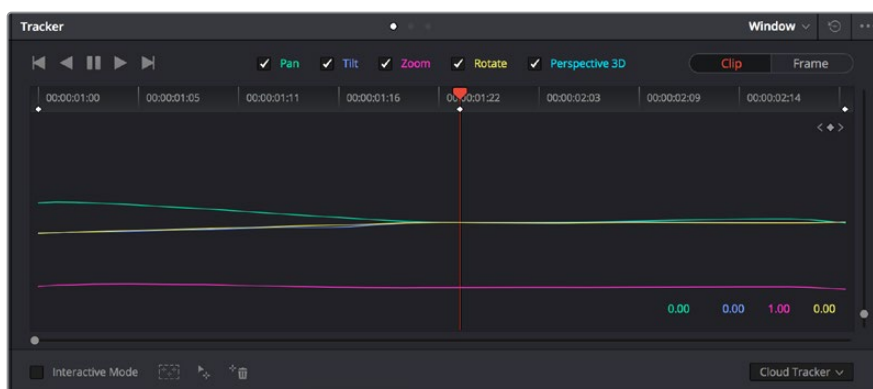 Tracker Window
Pan Tilt Zoom Rotate Perspective 3D Clip Frame
00:00:01:00 00:00:01:05 00:00:01:11 00:00:01:16 00:00:01:22 00:00:02:03 00:00:02:09 00:00:02:14
0.00 0.00 1.00 0.00
Interactive Mode Cloud Tracker